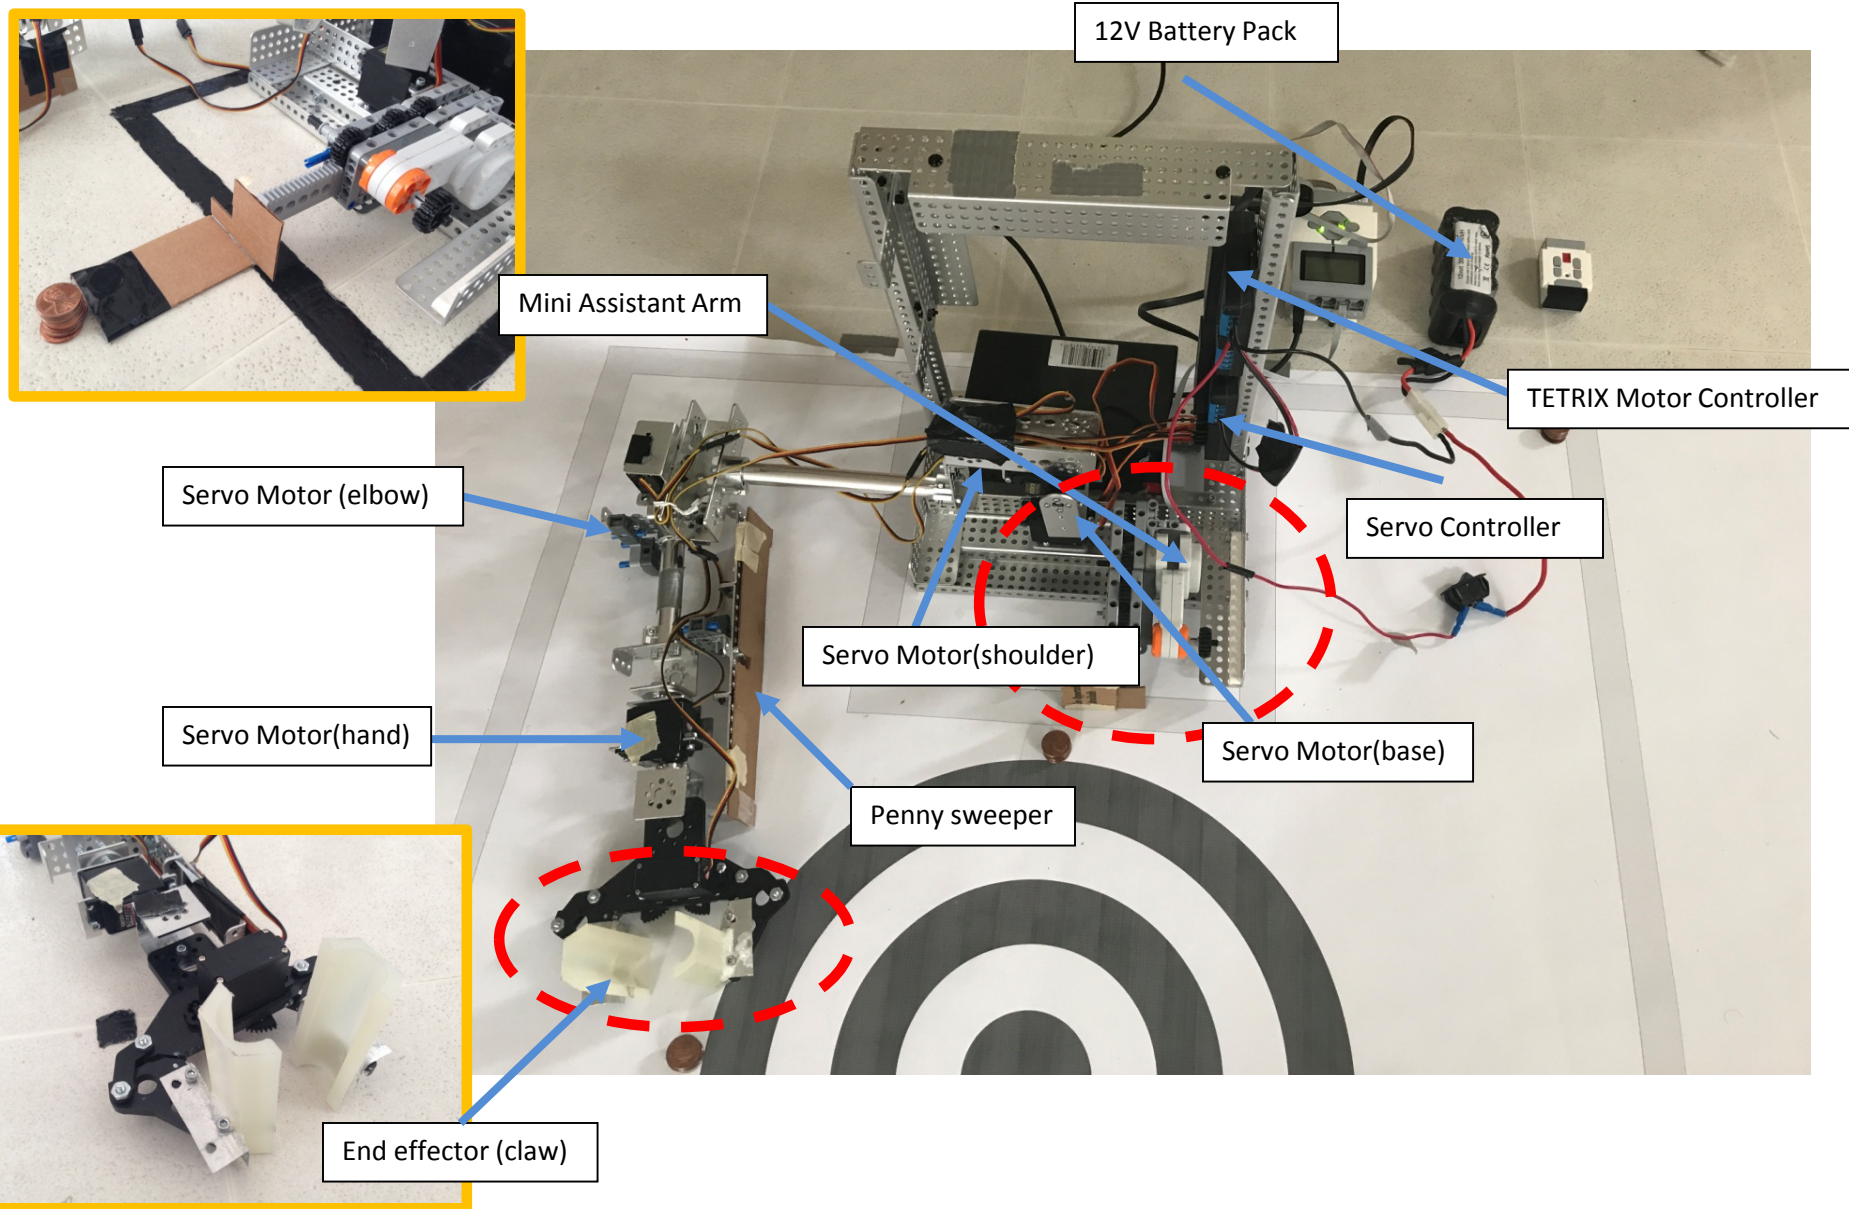 12V Battery Pack
Mini Assistant Arm
TETRIX Motor Controller
Servo Motor (elbow)
Servo Controller
Servo Motor(shoulder)
Servo Motor(hand)
Servo Motor(base)
Penny sweeper
End effector (claw)